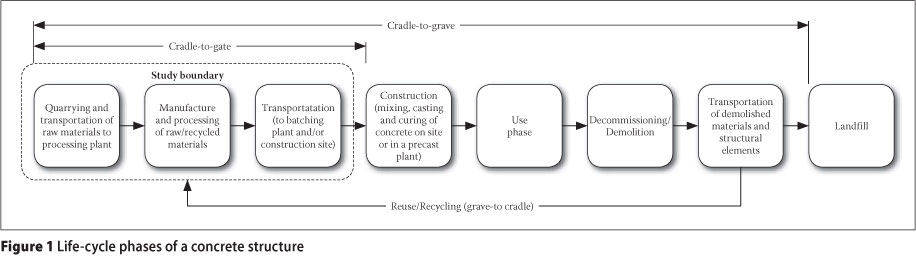 Cradle-to-grave
Cradle-to-gate
Study boundary
Quarrying and
transportation of
raw materials to
processing plant
Manufacture
and processing
of raw/recycled
materials
Transportatation
(to batching
plant and/or
construction site)
Construction
(mixing, casting
and curing of
concrete on site
or in a precast
plant)
Use
phase
Decommissioning/
Demolition
Transportation
of demolished
materials and
structural
elements
Landfill
Reuse/Recycling (grave-to cradle)
Figure 1 Life-cycle phases of a concrete structure